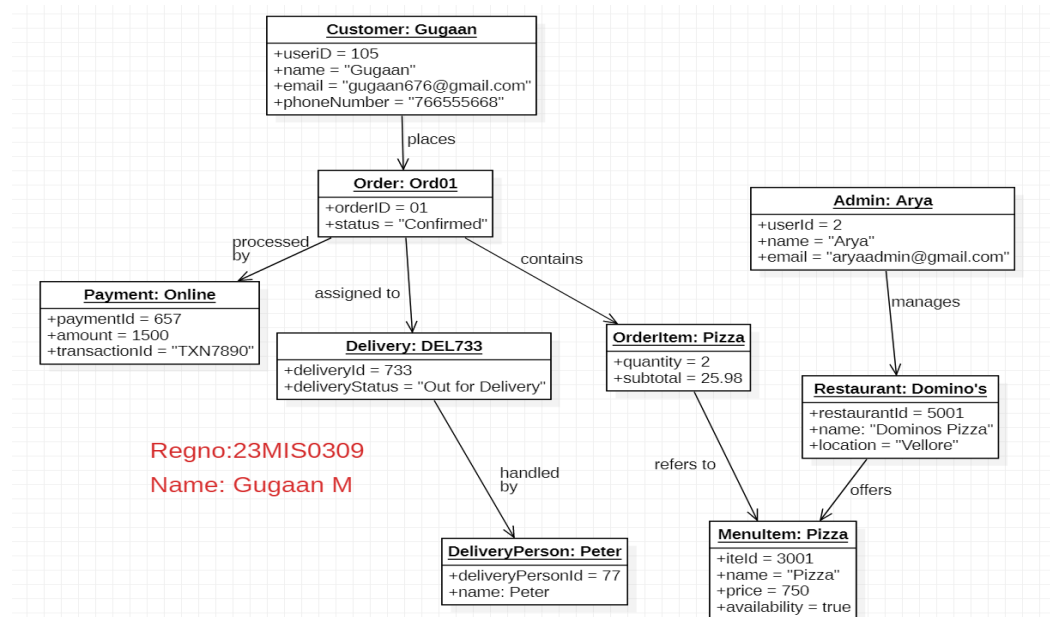 Customer: Gugaan
+useriD = 105
+name = "Gugaan"
+email = "gugaan676@gmail.com"
+phoneNumber = "766555668"
places
Order: Ord01
+orderID = 01
+status = "Confirmed"
Admin: Arya
+userId = 2
+name = "Arya"
+email = "aryaadmin@gmail.com"
processed
by
contains
assigned to
manages
Payment: Online
+paymentId = 657
+amount = 1500
+transactionId = "TXN7890"
Delivery: DEL733
+deliveryId = 733
+deliveryStatus = "Out for Delivery"
OrderItem: Pizza
+quantity = 2
+subtotal = 25.98
Restaurant: Domino's
+restaurantId = 5001
+name: "Dominos Pizza"
+location = "Vellore"
Regno:23MIS0309
Name: Gugaan M
handled
by
refers to
offers
DeliveryPerson: Peter
+deliveryPersonId = 77
+name: Peter
MenuItem: Pizza
+iteId = 3001
+name = "Pizza"
+price = 750
+availability = true